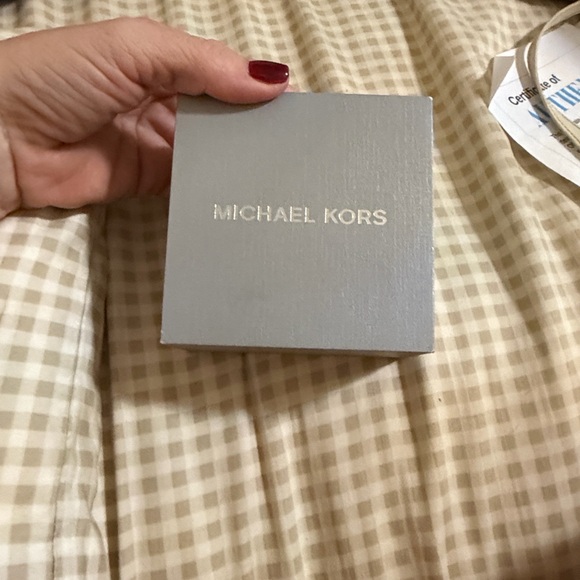 MICHAEL KORS
Certificate of